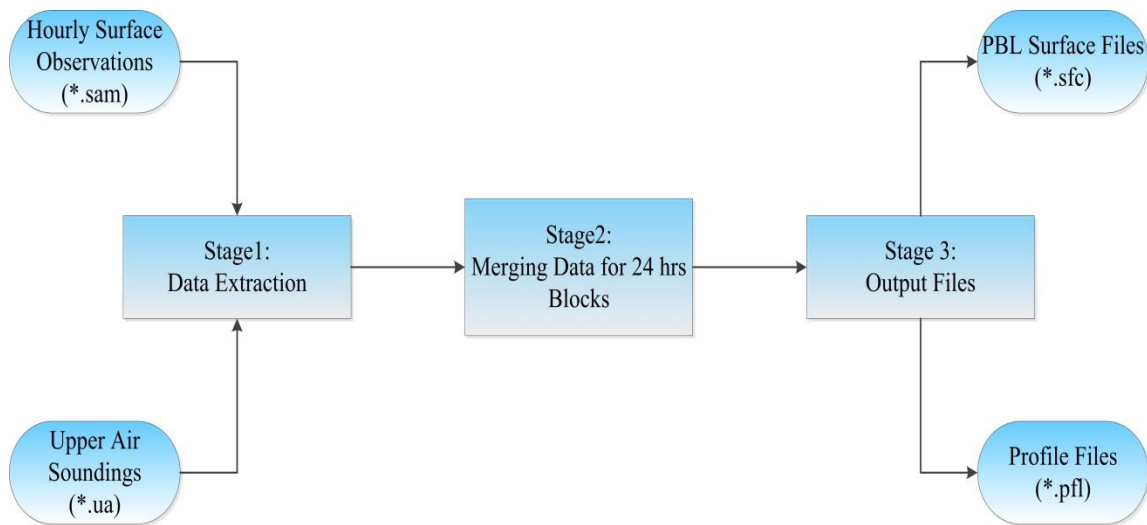 Hourly Surface
Observations
(*.sam)
PBL Surface Files
(*.sfc)
Stage1:
Data Extraction
Stage2:
Merging Data for 24 hrs
Blocks
Stage 3:
Output Files
Upper Air
Soundings
(*.ua)
Profile Files
(*.pfl)